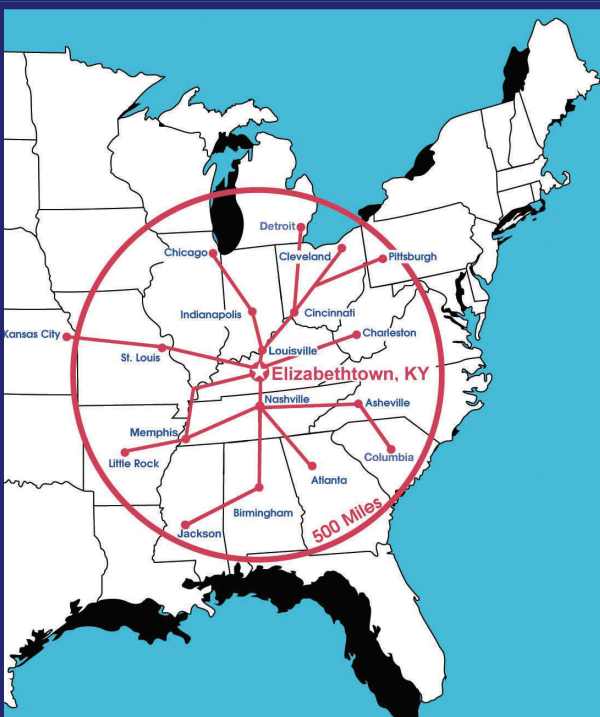 Detroit
Chicago
Cleveland
Pittsburgh
Indianapolis
Cincinnati
Kansas City
Charleston
St. Louis
Louisville
Elizabethtown, KY
Nashville
Asheville
Memphis
Little Rock
Columbia
Atlanta
Birmingham
500 Miles
Jackson